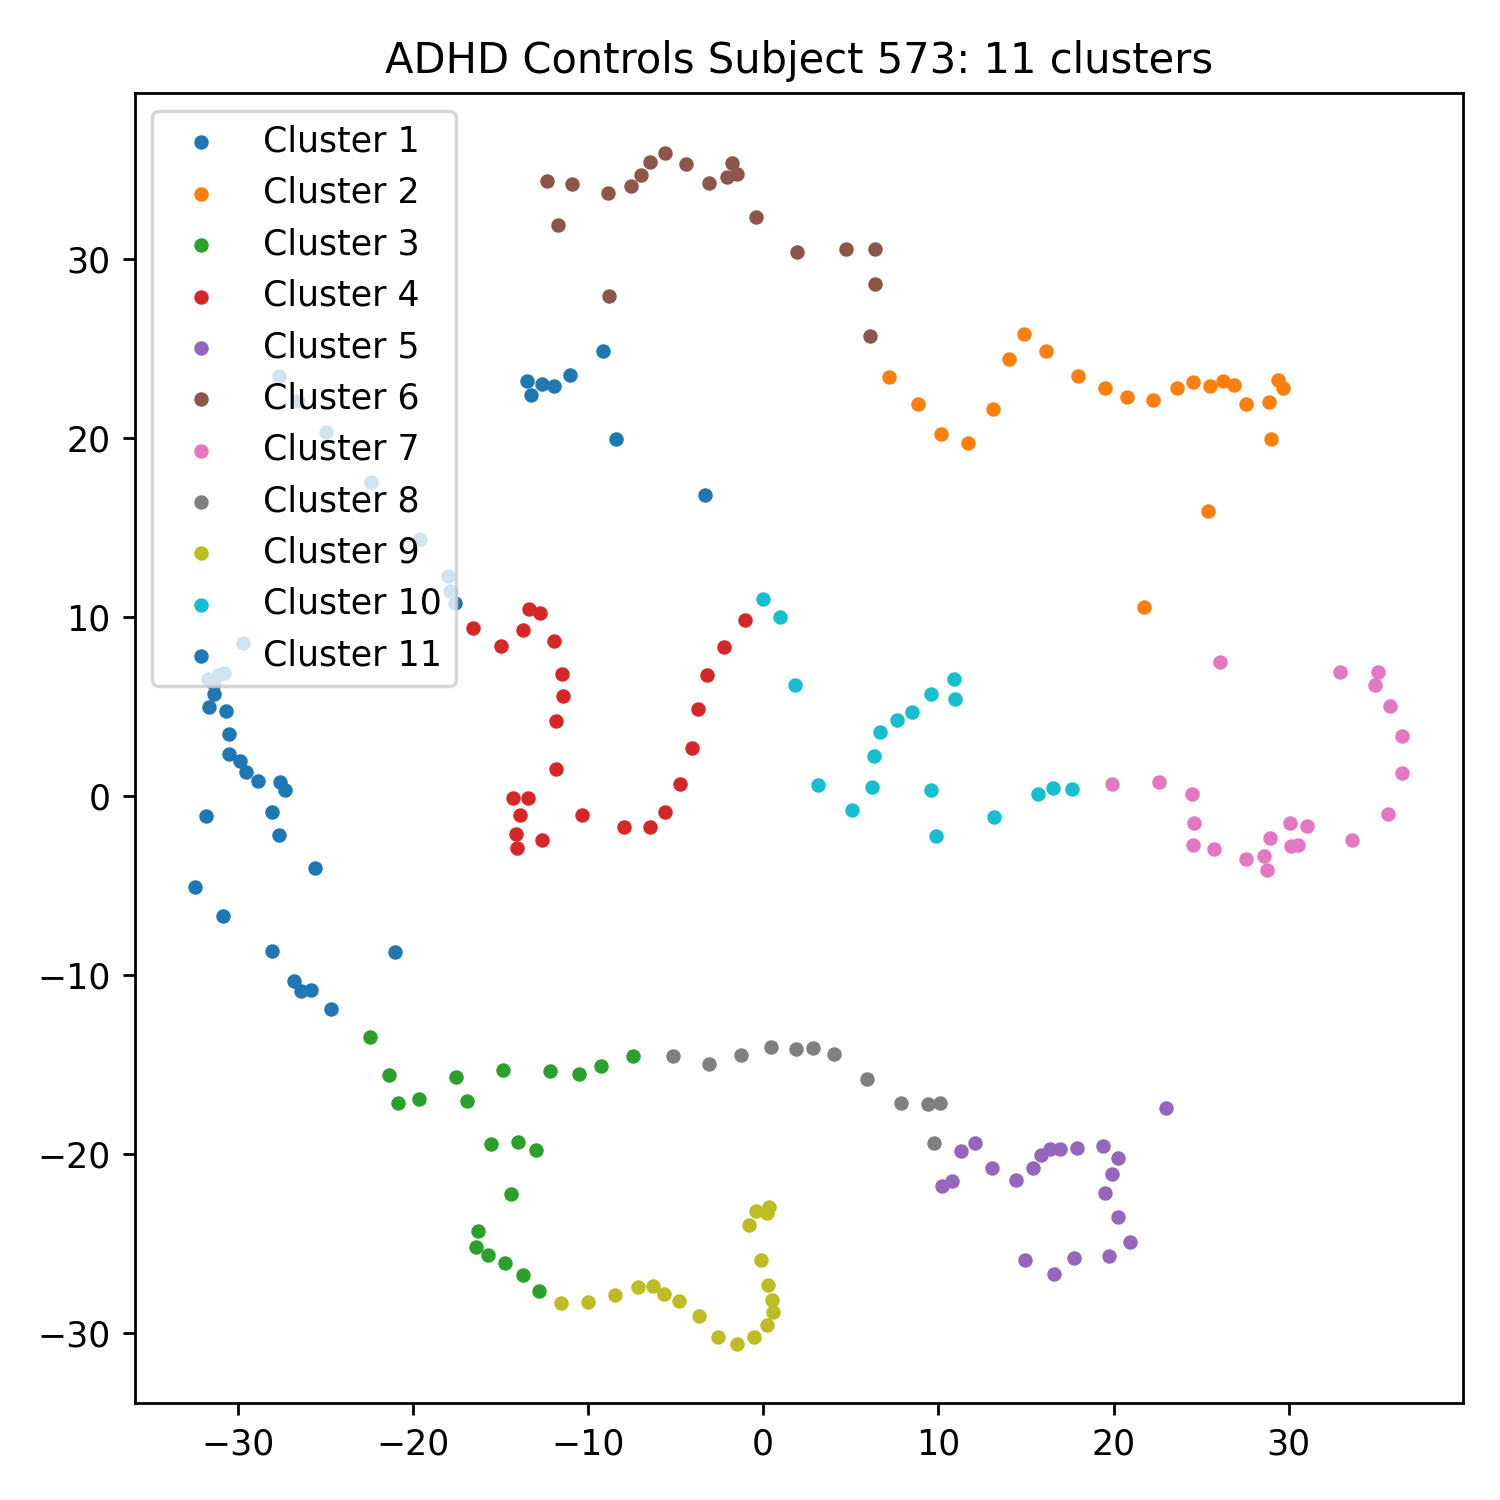 ADHD Controls Subject 573: 11 clusters
Cluster 1
Cluster 2
Cluster 3
Cluster 4
Cluster 5
Cluster 6
Cluster 7
Cluster 8
Cluster 9
Cluster 10
Cluster 11
30
20
10
0
−10
−20
−30
−30 −20 −10 0 10 20 30